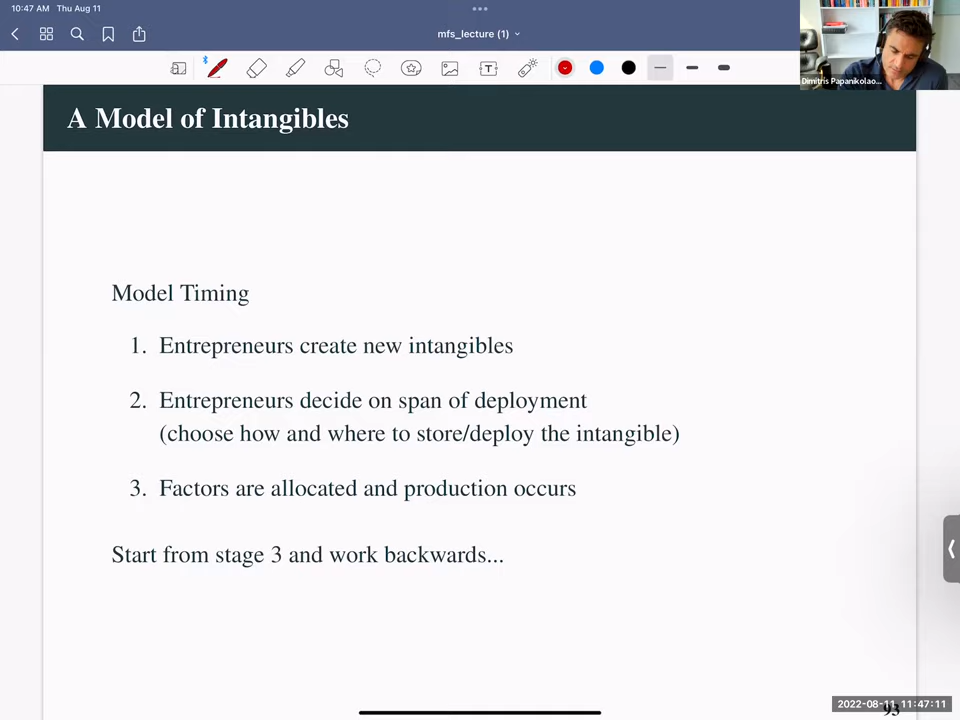 10:47 AM Thu Aug 11
mfs_lecture (1)
Dimitris Papanikolao...
A Model of Intangibles
Model Timing
1. Entrepreneurs create new intangibles
2. Entrepreneurs decide on span of deployment
(choose how and where to store/deploy the intangible)
3. Factors are allocated and production occurs
Start from stage 3 and work backwards...
2022-08-11 11:47:11
93